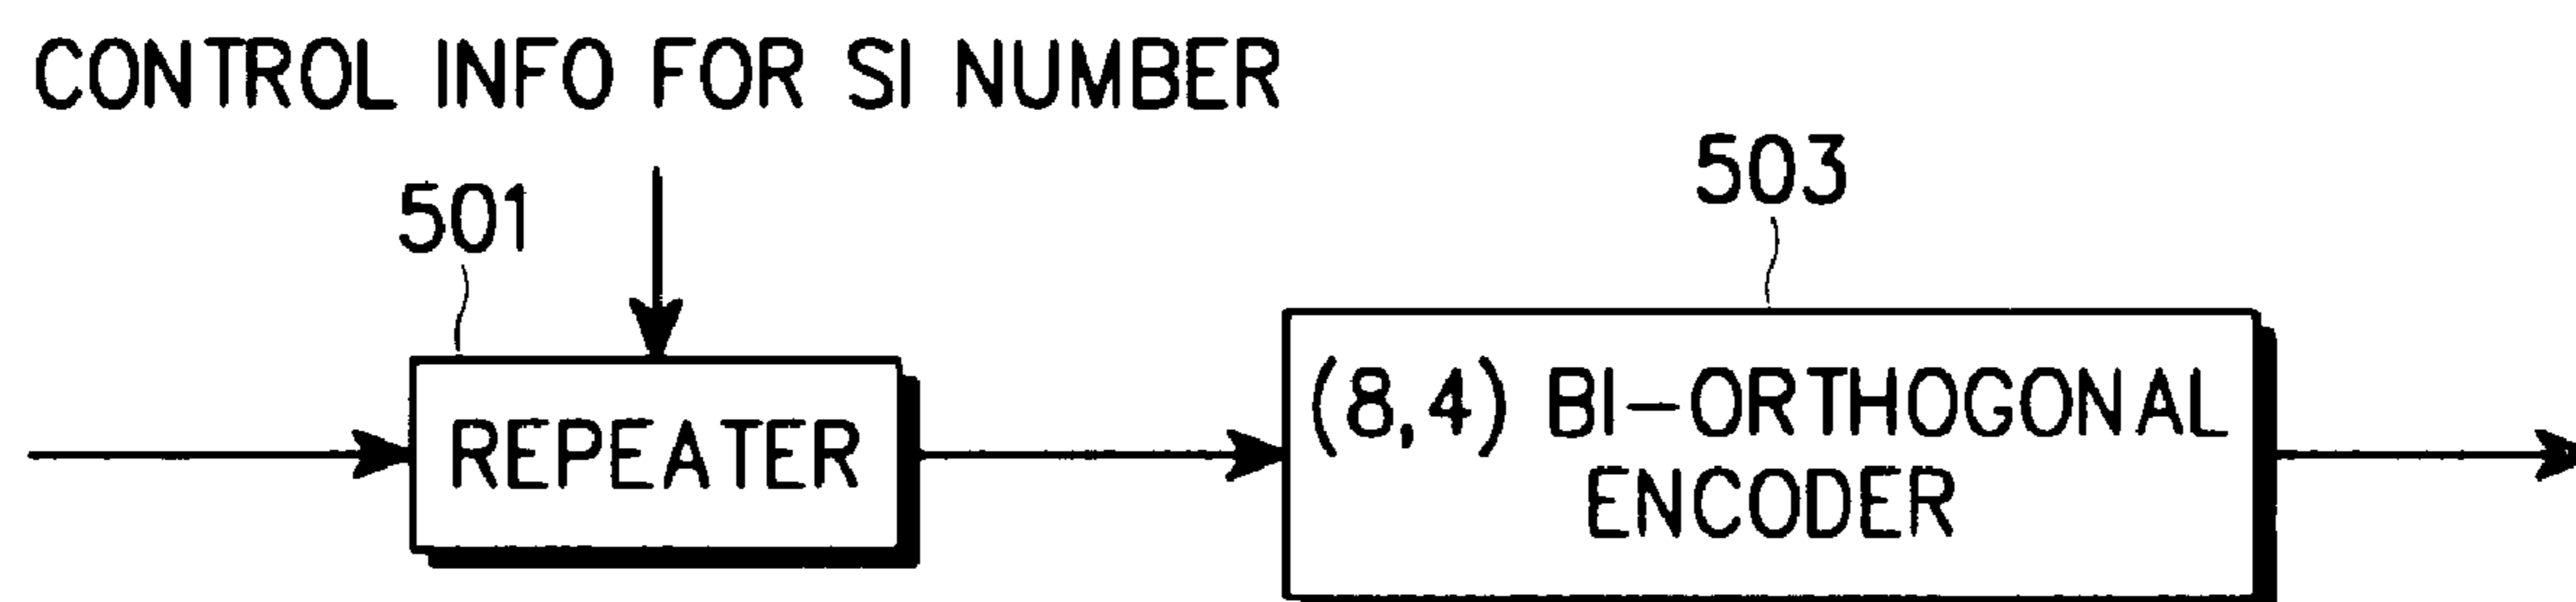 CONTROL INFO FOR SI NUMBER
501
503
REPEATER
(8,4) BI-ORTHOGONAL
ENCODER